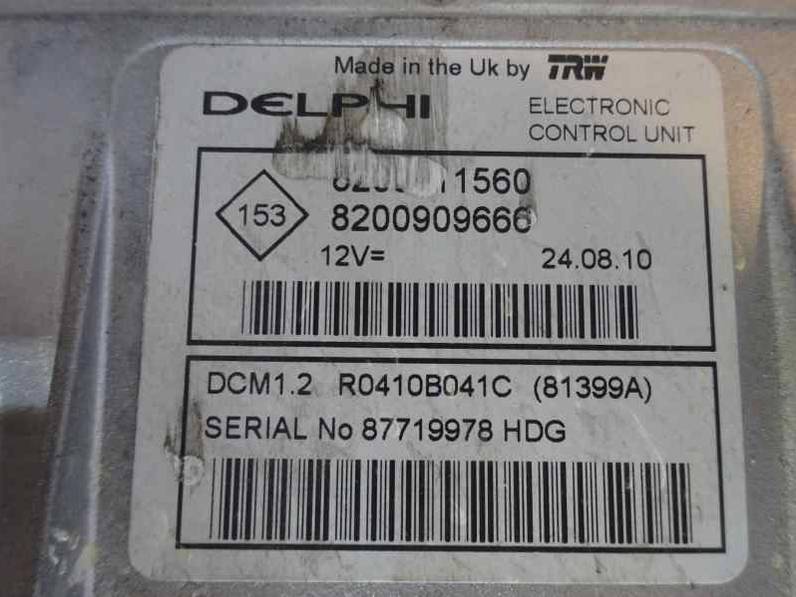 Made in the Uk by TRW
DELPHI
ELECTRONIC
CONTROL UNIT
153
8200909666
12V=
24.08.10
DCM1.2 R0410B041C (81399A)
SERIAL No 87719978 HDG